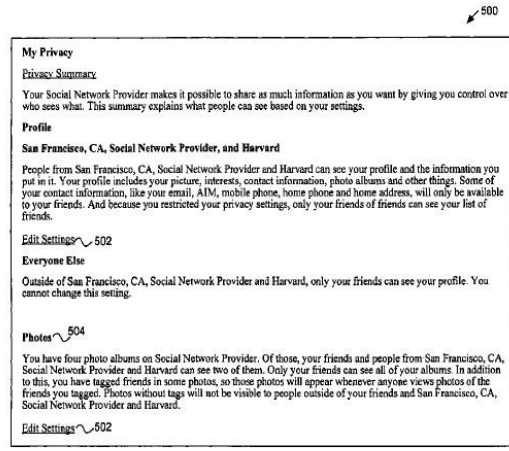 500
My Privacy
Privacy Summary
Your Social Network Provider makes it possible to share as much information as you want by giving you control over
who sees what. This summary explains what people can see based on your settings.
Profile
San Francisco, CA, Social Network Provider, and Harvard
People from San Francisco, CA, Social Network Provider and Harvard can see your profile and the information you
put in it. Your profile includes your picture, interests, contact information, photo albums and other things. Some of
your contact information, like your email, AIM, mobile phone, home phone and home address, will only be available
to your friends. And because you restricted your privacy settings, only your friends of friends can see your list of
friends.
Edit Settings 502
Everyone Else
Outside of San Francisco, CA, Social Network Provider and Harvard, only your friends can see your profile. You
cannot change this setting.
Photos 504
You have four photo albums on Social Network Provider. Of those, your friends and people from San Francisco, CA,
Social Network Provider and Harvard can see two of them. Only your friends can see all of your albums. In addition
to this, you have tagged friends in some photos, so those photos will appear whenever anyone views photos of the
friends you tagged. Photos without tags will not be visible to people outside of your friends and San Francisco, CA,
Social Network Provider and Harvard.
Edit Settings 502